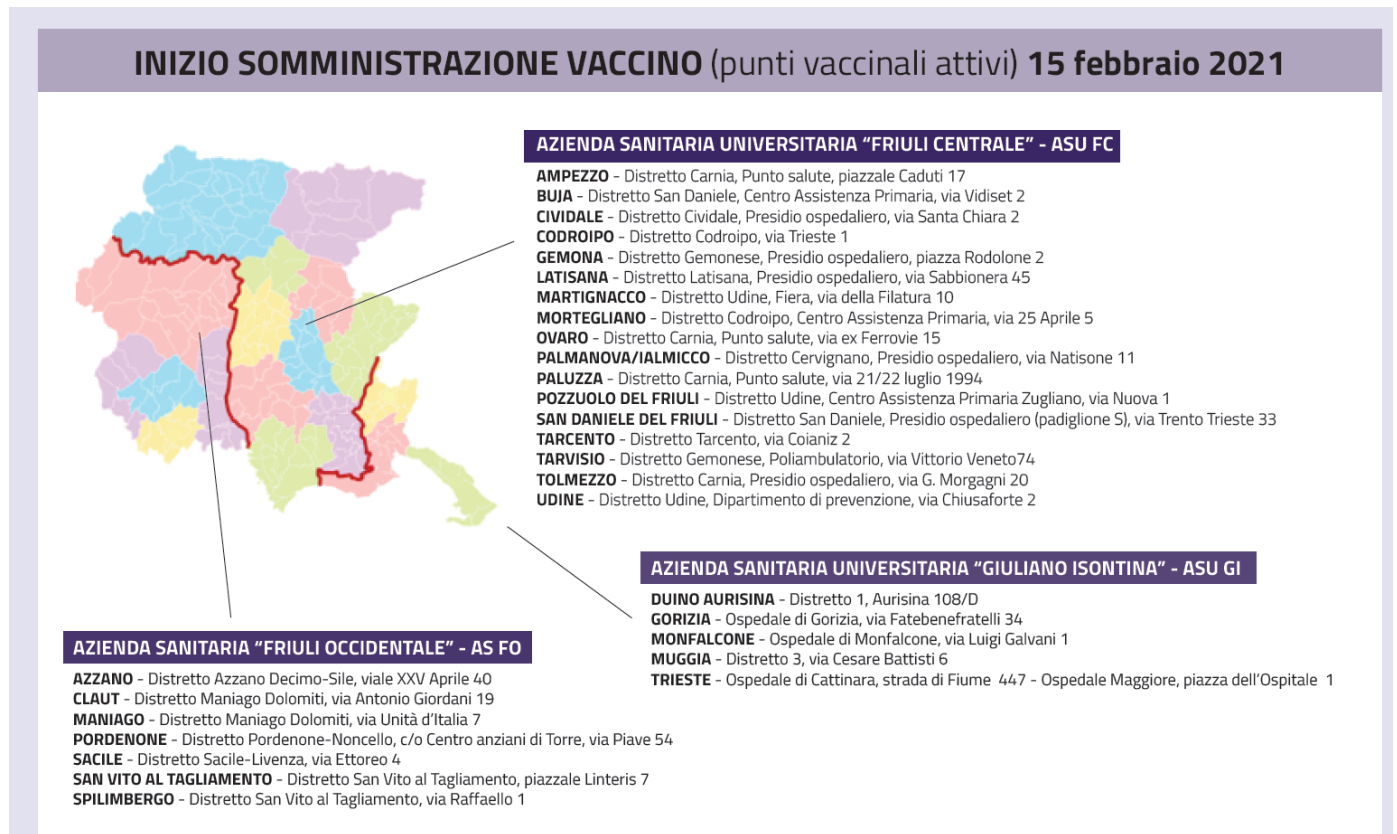 INIZIO SOMMINISTRAZIONE VACCINO (punti vaccinali attivi) 15 febbraio 2021
AZIENDA SANITARIA UNIVERSITARIA “FRIULI CENTRALE” - ASU FC
AMPEZZO - Distretto Carnia, Punto salute, piazzale Caduti 17
BUJA - Distretto San Daniele, Centro Assistenza Primaria, via Vidiset 2
CIVIDALE - Distretto Cividale, Presidio ospedaliero, via Santa Chiara 2
CODROIPO - Distretto Codroipo, via Trieste 1
GEMONA - Distretto Gemonese, Presidio ospedaliero, piazza Rodolone 2
LATISANA - Distretto Latisana, Presidio ospedaliero, via Sabbionera 45
MARTIGNACCO - Distretto Udine, Fiera, via della Filatura 10
MORTEGLIANO - Distretto Codroipo, Centro Assistenza Primaria, via 25 Aprile 5
OVARO - Distretto Carnia, Punto salute, via ex Ferrovie 15
PALMANOVA/IALMICCO - Distretto Cervignano, Presidio ospedaliero, via Natisone 11
PALUZZA - Distretto Carnia, Punto salute, via 21/22 luglio 1994
POZZUOLO DEL FRIULI - Distretto Udine, Centro Assistenza Primaria Zugliano, via Nuova 1
SAN DANIELE DEL FRIULI - Distretto San Daniele, Presidio ospedaliero (padiglione S), via Trento Trieste 33
TARCENTO - Distretto Tarcento, via Coianiz 2
TARVISIO - Distretto Gemonese, Poliambulatorio, via Vittorio Veneto74
TOLMEZZO - Distretto Carnia, Presidio ospedaliero, via G. Morgagni 20
UDINE - Distretto Udine, Dipartimento di prevenzione, via Chiusaforte 2
AZIENDA SANITARIA UNIVERSITARIA “GIULIANO ISONTINA” - ASU GI
DUINO AURISINA - Distretto 1, Aurisina 108/D
GORIZIA - Ospedale di Gorizia, via Fatebenefratelli 34
MONFALCONE - Ospedale di Monfalcone, via Luigi Galvani 1
MUGGIA - Distretto 3, via Cesare Battisti 6
TRIESTE - Ospedale di Cattinara, strada di Fiume 447 - Ospedale Maggiore, piazza dell’Ospitale 1
AZIENDA SANITARIA “FRIULI OCCIDENTALE” - AS FO
AZZANO - Distretto Azzano Decimo-Sile, viale XXV Aprile 40
CLAUT - Distretto Maniago Dolomiti, via Antonio Giordani 19
MANIAGO - Distretto Maniago Dolomiti, via Unità d’Italia 7
PORDENONE - Distretto Pordenone-Noncello, c/o Centro anziani di Torre, via Piave 54
SACILE - Distretto Sacile-Livenza, via Ettoreo 4
SAN VITO AL TAGLIAMENTO - Distretto San Vito al Tagliamento, piazzale Linteris 7
SPILIMBERGO - Distretto San Vito al Tagliamento, via Raffaello 1